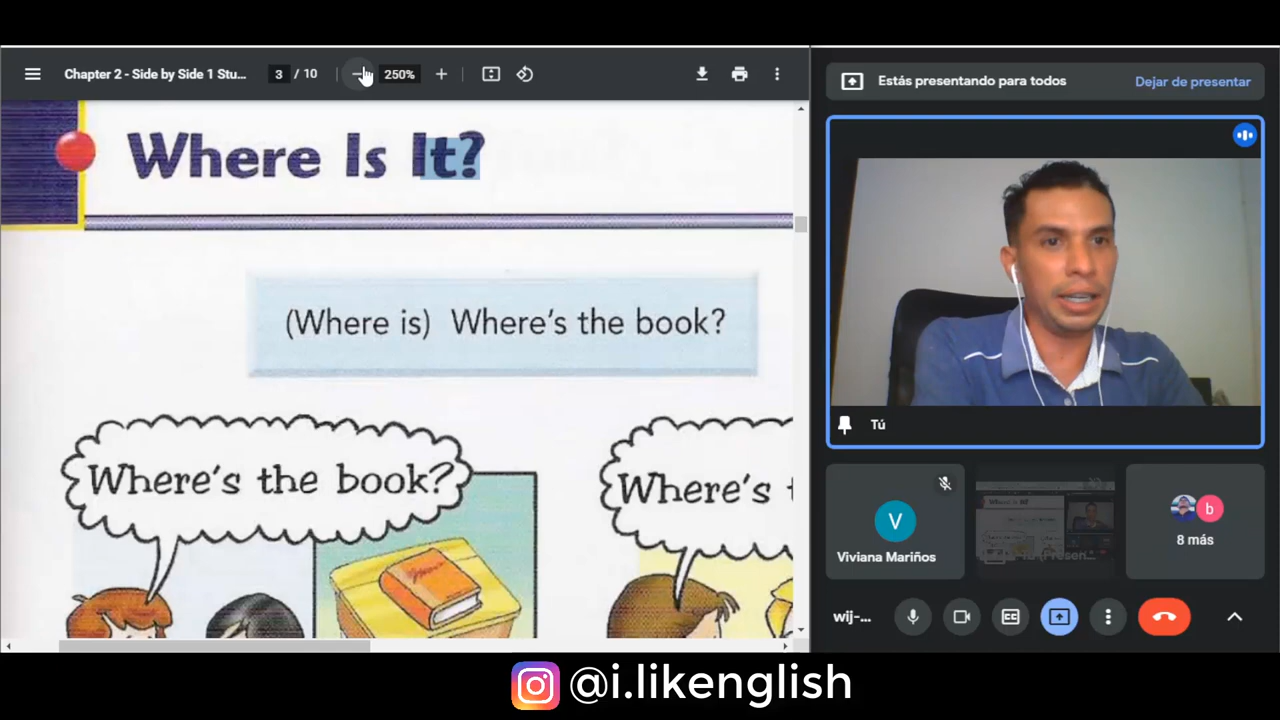 Chapter 2 - Side by Side 1 Stu...
3 / 10
250%
Where Is It?
(Where is) Where's the book?
Where's the book?
Where's t
Estás presentando para todos
Dejar de presentar
Tú
V
Viviana Mariños
b
8 más
wij-...
@i.likenglish